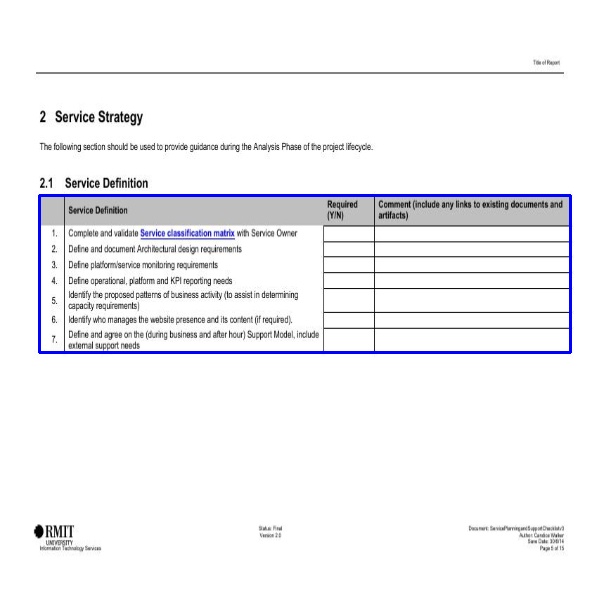 Title of Report
2 Service Strategy
The following section should be used to provide guidance during the Analysis Phase of the project lifecycle.
2.1 Service Definition
Service Definition
Required
(Y/N)
Comment (include any links to existing documents and
artifacts)
1. Complete and validate Service classification matrix with Service Owner
2. Define and document Architectural design requirements
3. Define platform/service monitoring requirements
4. Define operational, platform and KPI reporting needs
5. Identify the proposed patterns of business activity (to assist in determining
capacity requirements)
6. Identify who manages the website presence and its content (if required).
7. Define and agree on the (during business and after hour) Support Model, include
external support needs
RMIT
UNIVERSITY
Information Technology Services
Status: Final
Version 2.0
Document: ServicePlanningandSupportChecklistv3
Author: Candice Walker
Save Date: 30/6/14
Page 5 of 15